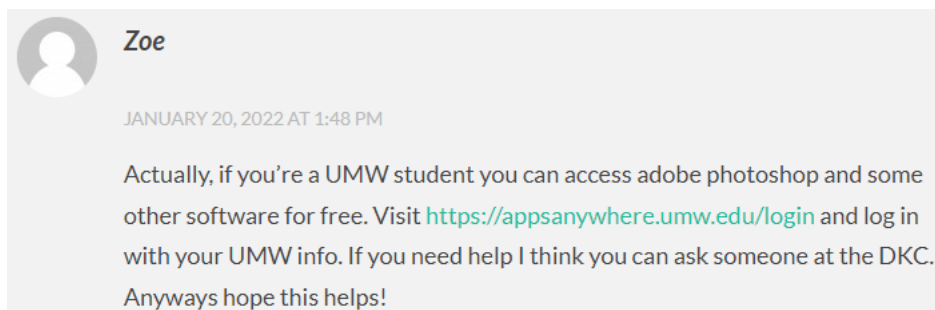 Zoe
JANUARY 20, 2022 AT 1:48 PM
Actually, if you're a UMW student you can access adobe photoshop and some
other software for free. Visit https://appsanywhere.umw.edu/login and log in
with your UMW info. If you need help I think you can ask someone at the DKC.
Anyways hope this helps!